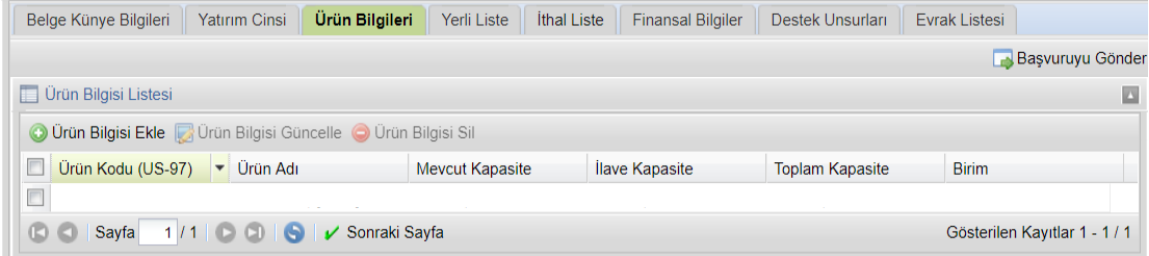 Belge Künye Bilgileri Yatırım Cinsi Ürün Bilgileri Yerli Liste İthal Liste Finansal Bilgiler Destek Unsurları Evrak Listesi
Başvuruyu Gönder
Ürün Bilgisi Listesi
Ürün Bilgisi Ekle Ürün Bilgisi Güncelle Ürün Bilgisi Sil
Ürün Kodu (US-97) Ürün Adı Mevcut Kapasite İlave Kapasite Toplam Kapasite Birim
Sayfa 1 / 1 Sonraki Sayfa Gösterilen Kayıtlar 1 - 1 / 1